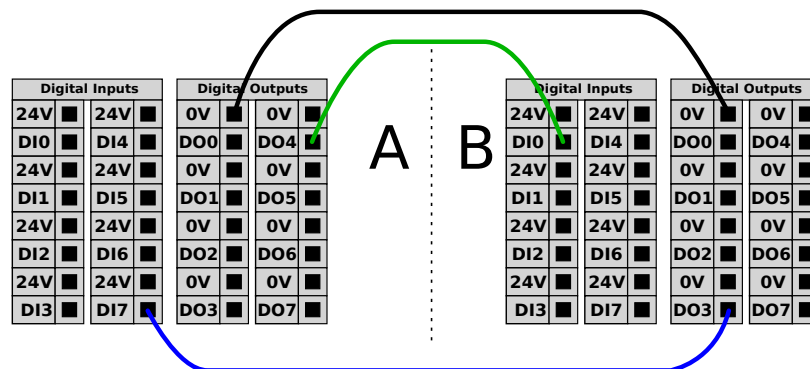 Digital Inputs Digital Outputs Digital Inputs Digital Outputs
24V 24V 0V 0V 24V 24V 0V 0V
DI0 DI4 DO0 DO4 A B DI0 DI4 DO0 DO4
24V 24V 0V 0V 24V 24V 0V 0V
DI1 DI5 DO1 DO5 DI1 DI5 DO1 DO5
24V 24V 0V 0V 24V 24V 0V 0V
DI2 DI6 DO2 DO6 DI2 DI6 DO2 DO6
24V 24V 0V 0V 24V 24V 0V 0V
DI3 DI7 DO3 DO7 DI3 DI7 DO3 DO7